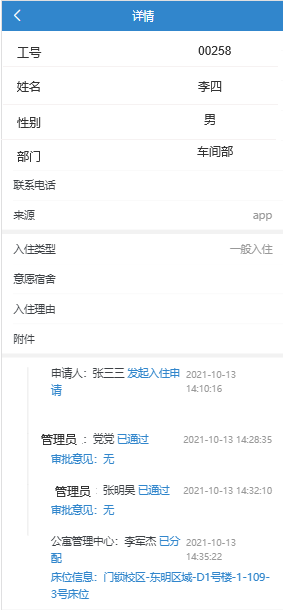 详情
工号 00258
姓名 李四
性别 男
部门 车间部
联系电话
来源 app
入住类型 一般入住
意愿宿舍
入住理由
附件
申请人：张三三 发起入住申 2021-10-13
请 14:10:16
管理员 ：党党 已通过 2021-10-13 14:28:35
审批意见：无
管理员 ：张明昊 已通过 2021-10-13 14:32:10
审批意见：无
公寓管理中心：李军杰 已分 2021-10-13
配 14:35:22
床位信息：门锁校区-东明区域-D1号楼-1-109-
3号床位